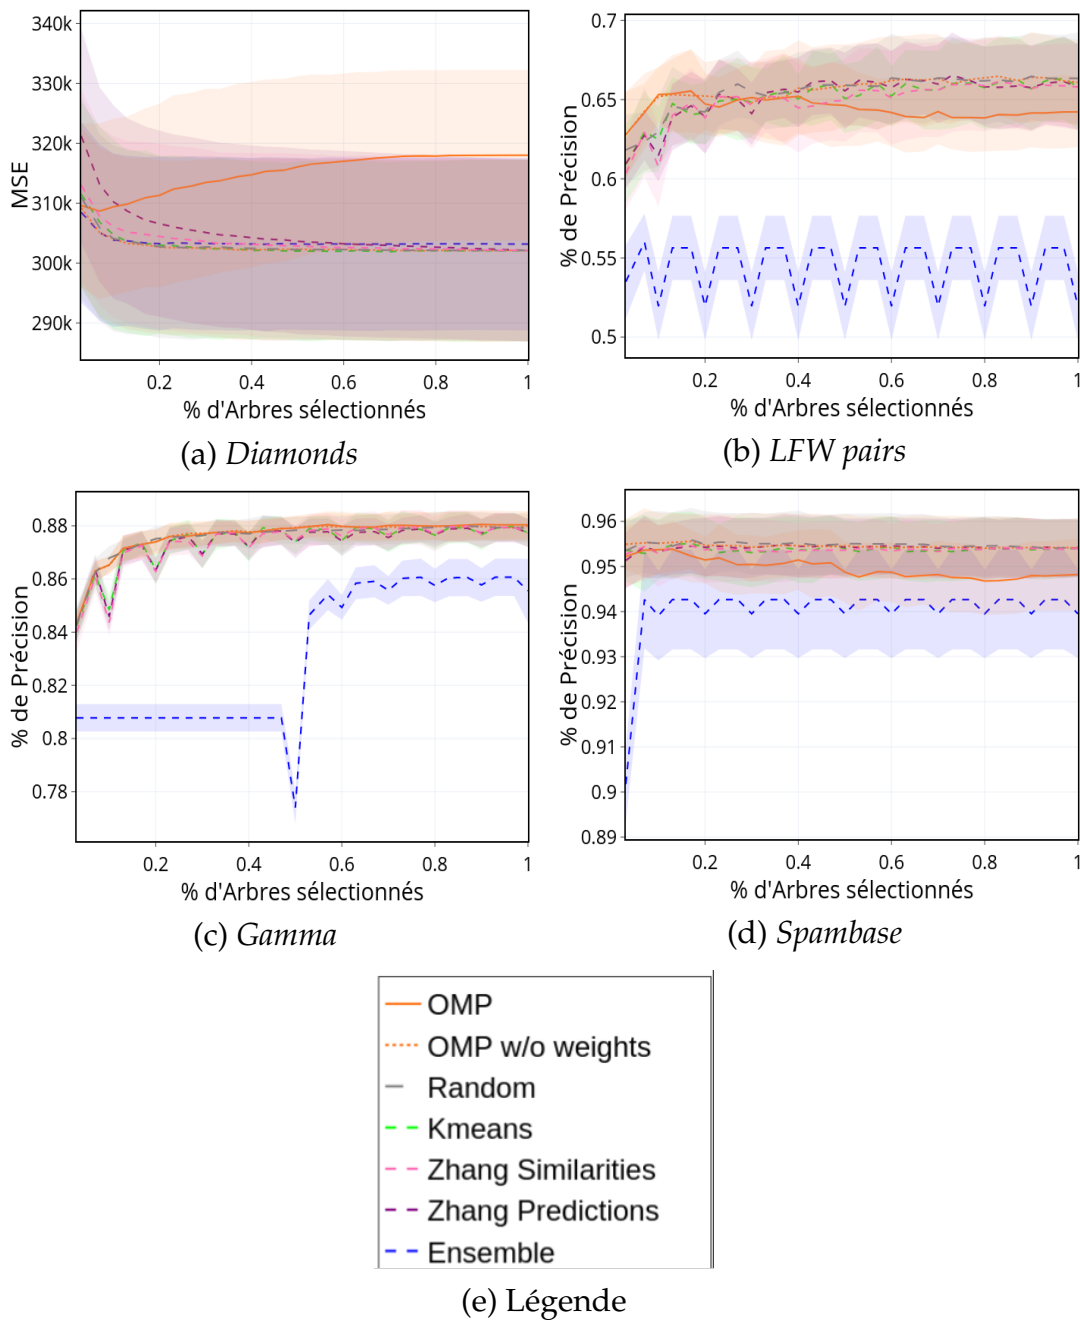 340k
330k
320k
310k
300k
290k
MSE
0.2 0.4 0.6 0.8 1
% d'Arbres sélectionnés
(a) Diamonds
0.7
0.65
0.6
0.55
0.5
% de Précision
0.2 0.4 0.6 0.8 1
% d'Arbres sélectionnés
(b) LFW pairs
0.88
0.86
0.84
0.82
0.8
0.78
% de Précision
0.2 0.4 0.6 0.8 1
% d'Arbres sélectionnés
(c) Gamma
0.96
0.95
0.94
0.93
0.92
0.91
0.9
0.89
% de Précision
0.2 0.4 0.6 0.8 1
% d'Arbres sélectionnés
(d) Spambase
OMP
OMP w/o weights
Random
Kmeans
Zhang Similarities
Zhang Predictions
Ensemble
(e) Légende